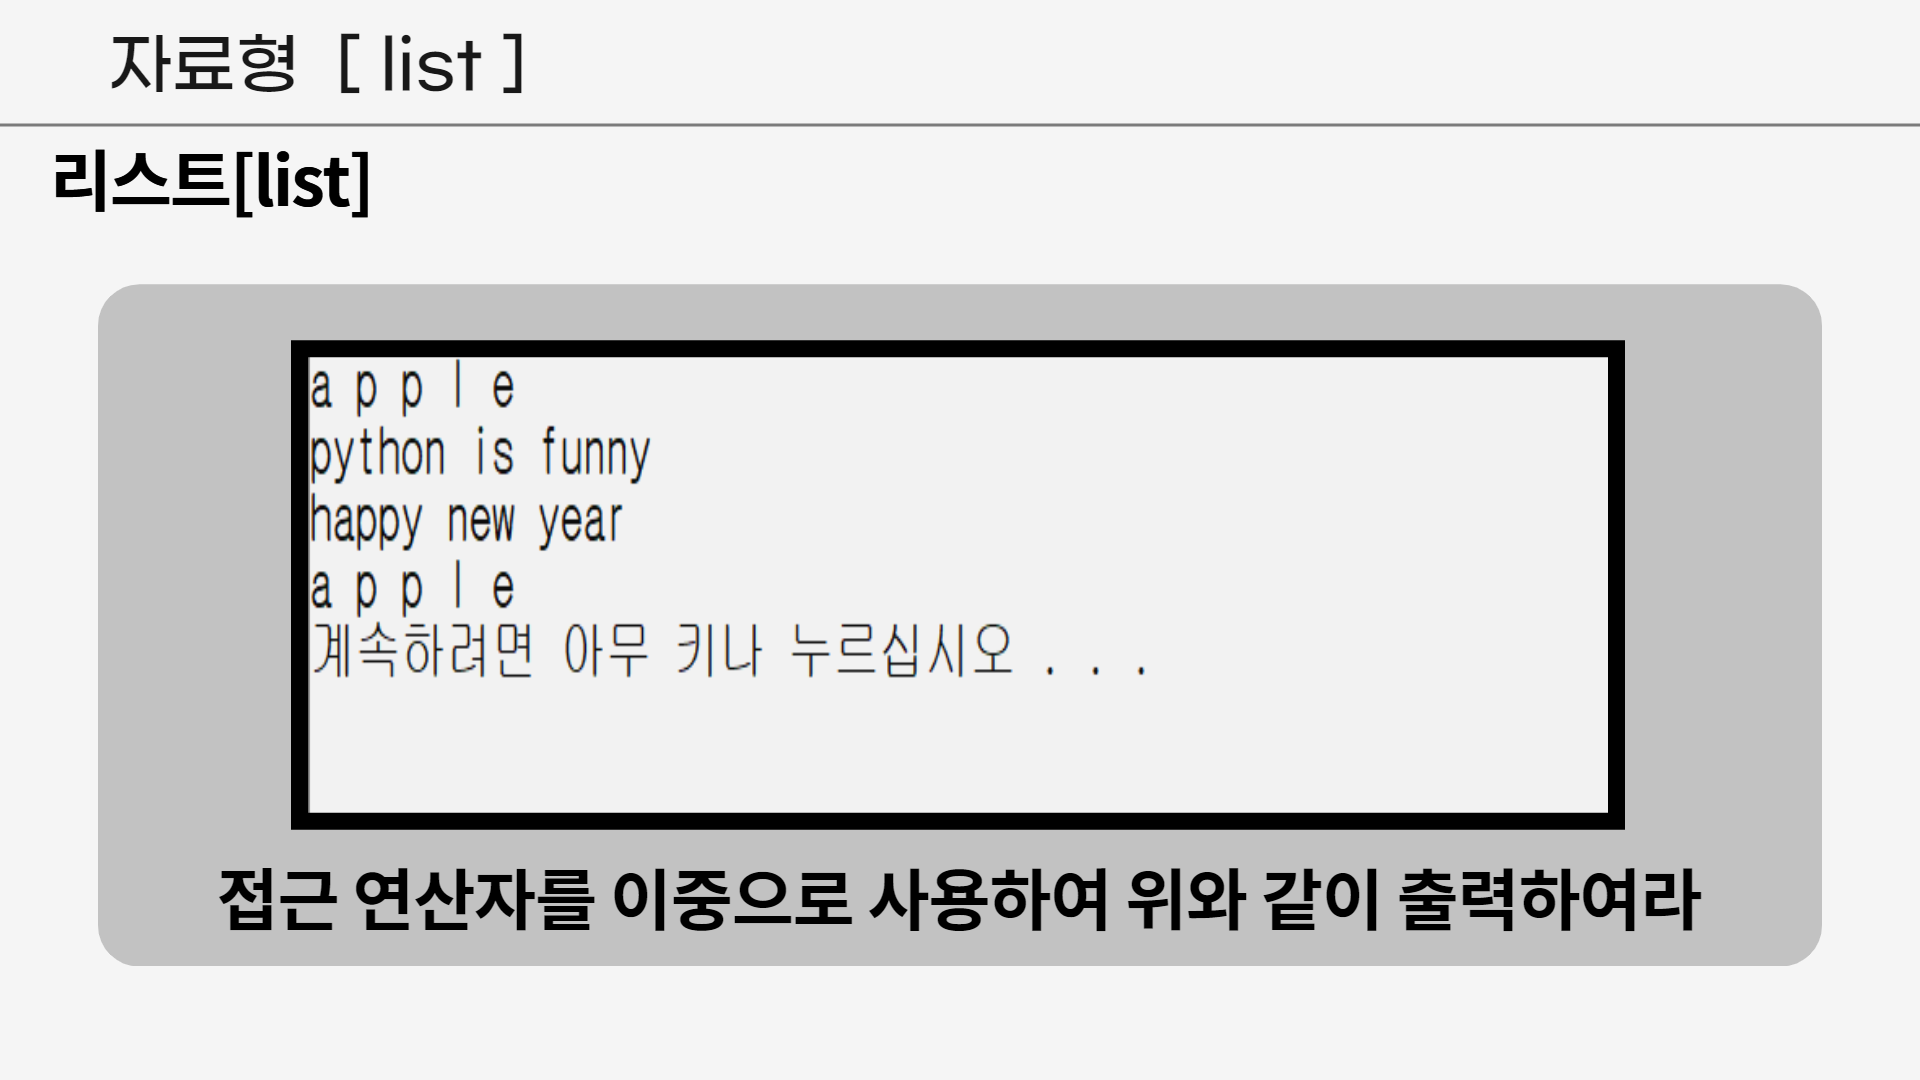 자료형 [ list ]
리스트[list]
a p p l e
python is funny
happy new year
a p p l e
계속하려면 아무 키나 누르십시오 . . .
접근 연산자를 이중으로 사용하여 위와 같이 출력하여라